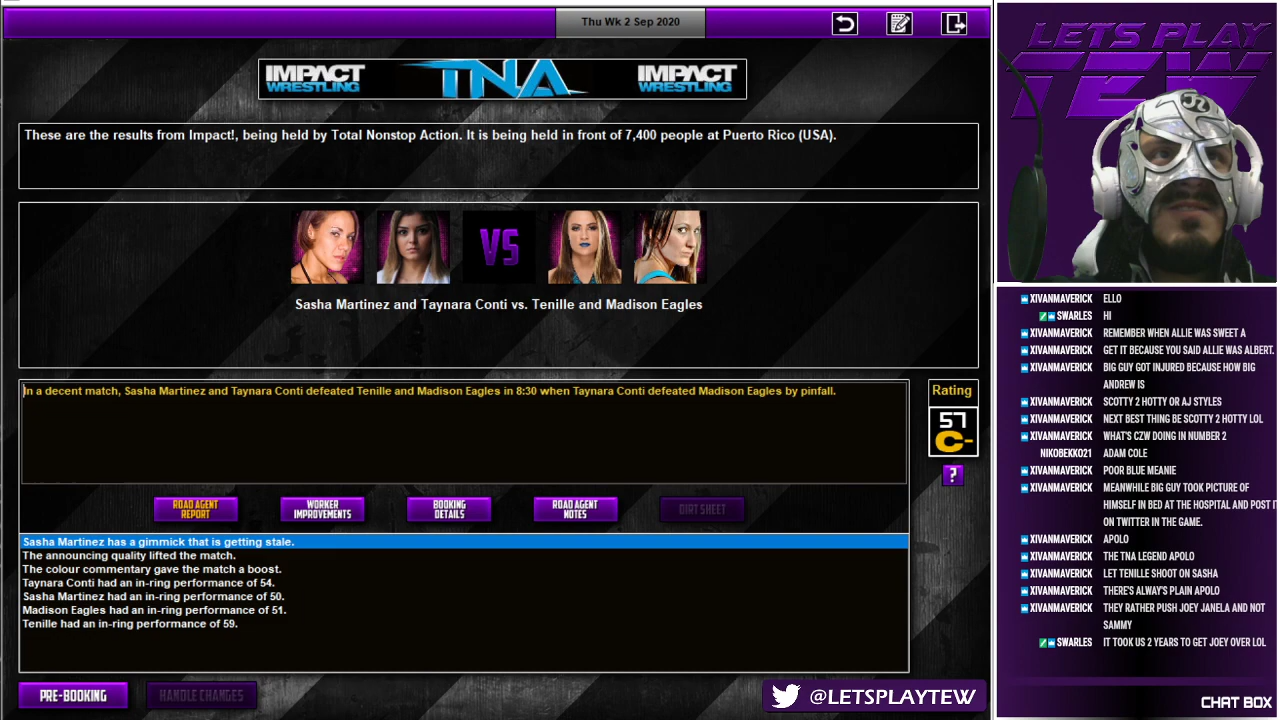 Thu Wk 2 Sep 2020
LETS PLAY
TEW
IMPACT
WRESTLING
TNA
IMPACT
WRESTLING
These are the results from Impact!, being held by Total Nonstop Action. It is being held in front of 7,400 people at Puerto Rico (USA).
VS
Sasha Martinez and Taynara Conti vs. Tenille and Madison Eagles
In a decent match, Sasha Martinez and Taynara Conti defeated Tenille and Madison Eagles in 8:30 when Taynara Conti defeated Madison Eagles by pinfall.
Rating
57
C-
?
ROAD AGENT
REPORT
WORKER
IMPROVEMENTS
BOOKING
DETAILS
ROAD AGENT
NOTES
DIRT SHEET
Sasha Martinez has a gimmick that is getting stale.
The announcing quality lifted the match.
The colour commentary gave the match a boost.
Taynara Conti had an in-ring performance of 54.
Sasha Martinez had an in-ring performance of 50.
Madison Eagles had an in-ring performance of 51.
Tenille had an in-ring performance of 59.
PRE-BOOKING
HANDLE CHANGES
@LETSPLAYTEW
XIVANMAVERICK ELLO
SWARLES HI
XIVANMAVERICK REMEMBER WHEN ALLIE WAS SWEET A
XIVANMAVERICK GET IT BECAUSE YOU SAID ALLIE WAS ALBERT.
XIVANMAVERICK BIG GUY GOT INJURED BECAUSE HOW BIG
ANDREW IS
XIVANMAVERICK SCOTTY 2 HOTTY OR AJ STYLES
XIVANMAVERICK NEXT BEST THING BE SCOTTY 2 HOTTY LOL
XIVANMAVERICK WHAT'S CZW DOING IN NUMBER 2
NIKOBEKKO21 ADAM COLE
XIVANMAVERICK POOR BLUE MEANIE
XIVANMAVERICK MEANWHILE BIG GUY TOOK PICTURE OF
HIMSELF IN BED AT THE HOSPITAL AND POST IT
ON TWITTER IN THE GAME.
XIVANMAVERICK APOLO
XIVANMAVERICK THE TNA LEGEND APOLO
XIVANMAVERICK LET TENILLE SHOOT ON SASHA
XIVANMAVERICK THERE'S ALWAY'S PLAIN APOLO
XIVANMAVERICK THEY RATHER PUSH JOEY JANELA AND NOT
SAMMY
SWARLES IT TOOK US 2 YEARS TO GET JOEY OVER LOL
CHAT BOX